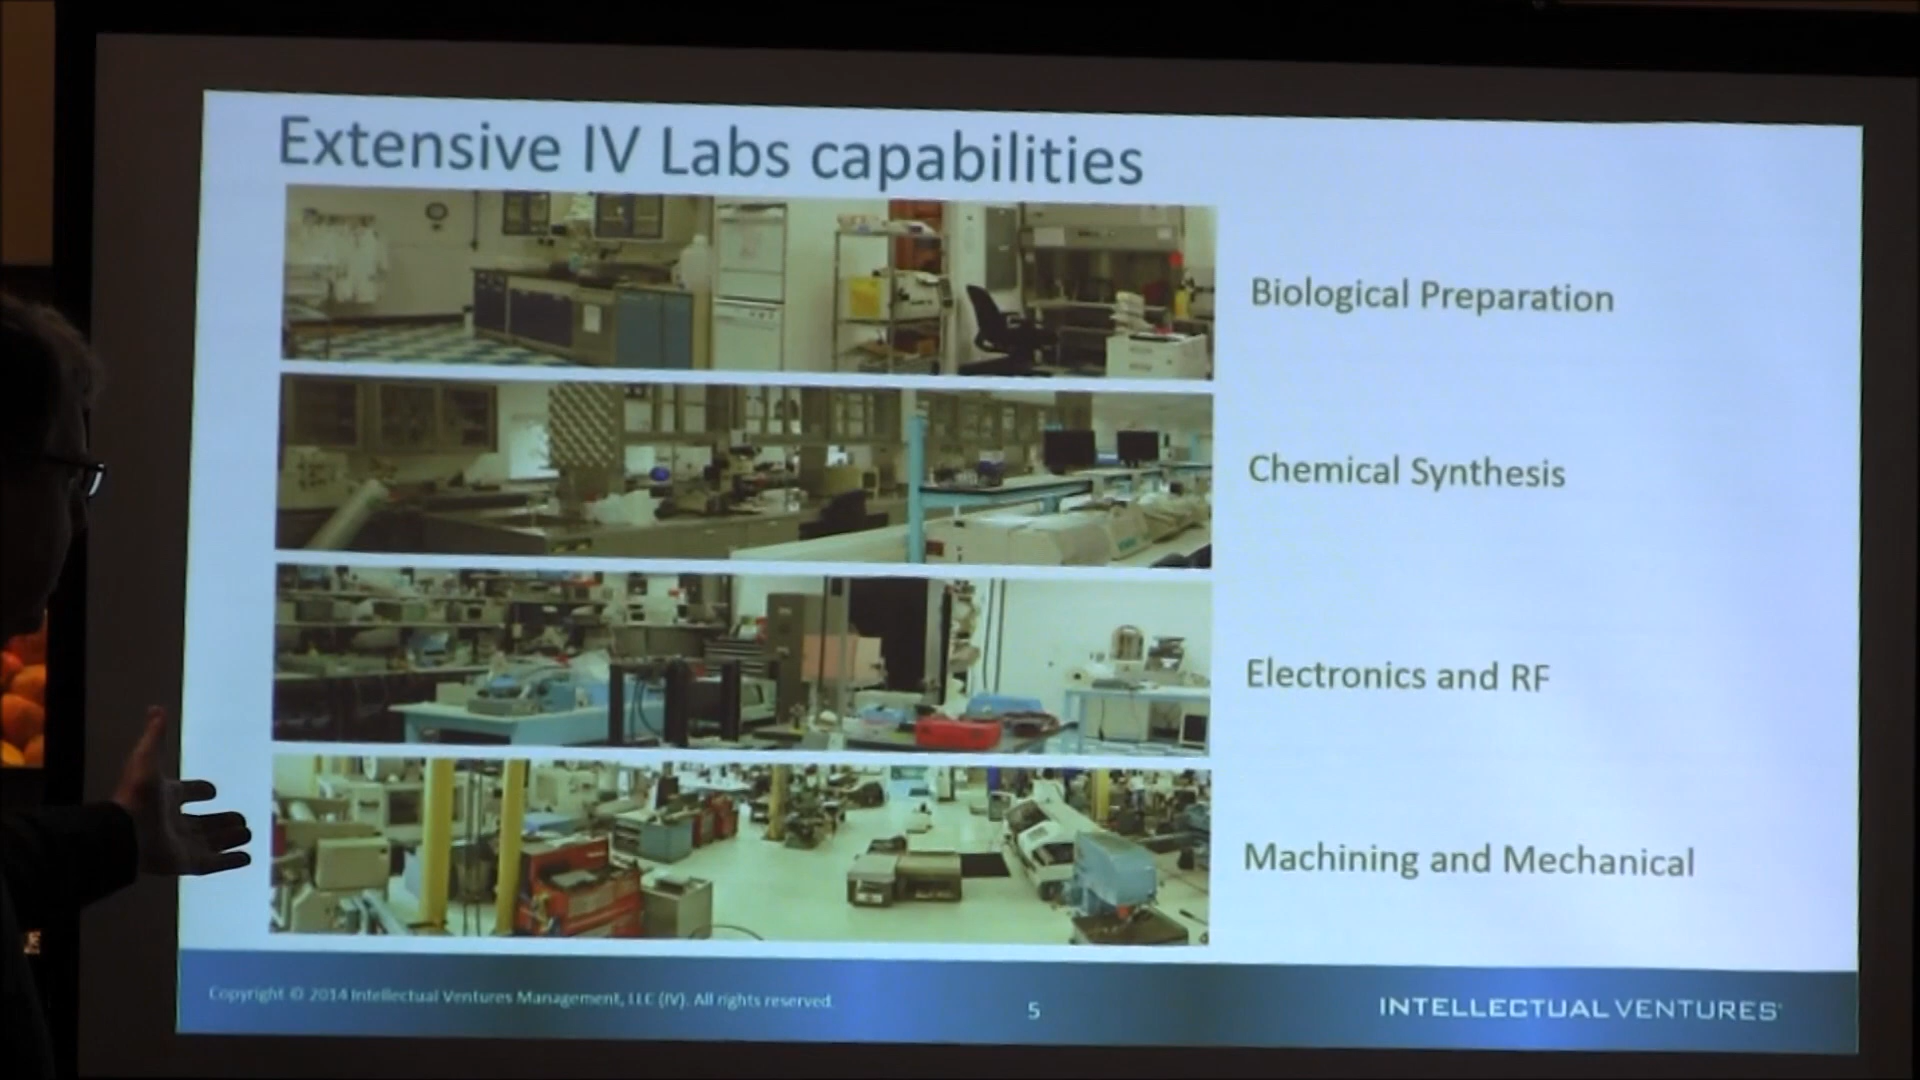 Extensive IV Labs capabilities
Biological Preparation
Chemical Synthesis
Electronics and RF
Machining and Mechanical
Copyright © 2014 Intellectual Ventures Management, LLC (IV). All rights reserved.
5
INTELLECTUAL VENTURES®